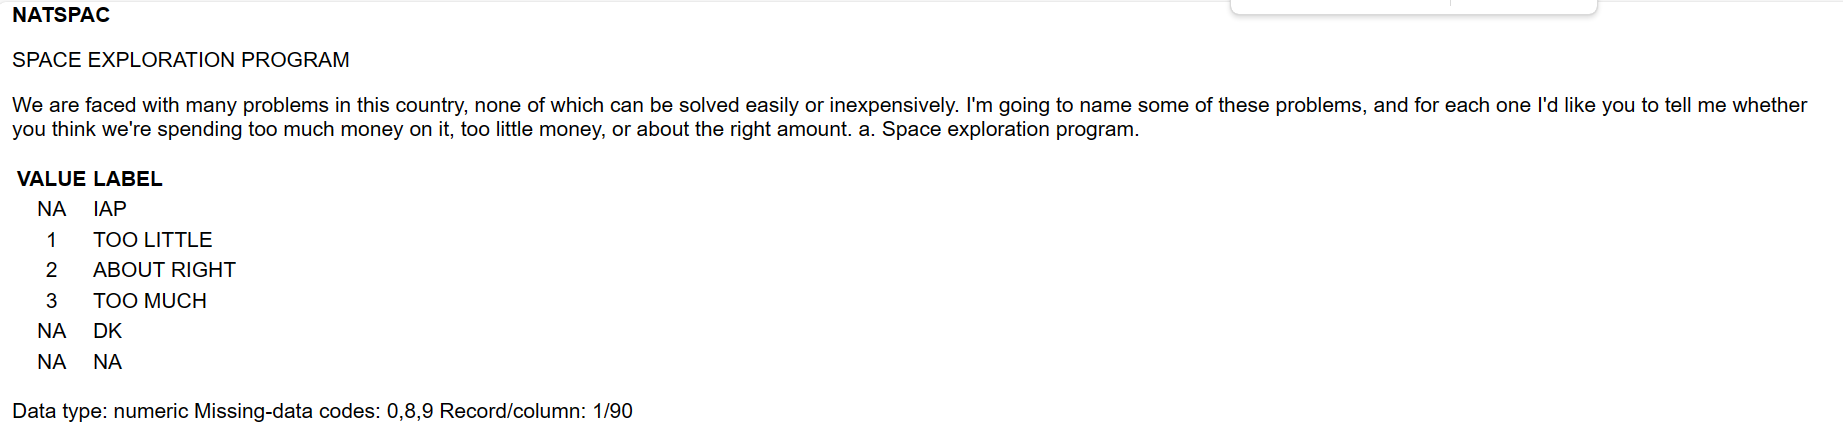 NATSPAC
SPACE EXPLORATION PROGRAM
We are faced with many problems in this country, none of which can be solved easily or inexpensively. I'm going to name some of these problems, and for each one I'd like you to tell me whether
you think we're spending too much money on it, too little money, or about the right amount. a. Space exploration program.
VALUE LABEL
NA IAP
1 TOO LITTLE
2 ABOUT RIGHT
3 TOO MUCH
NA DK
NA NA
Data type: numeric Missing-data codes: 0,8,9 Record/column: 1/90